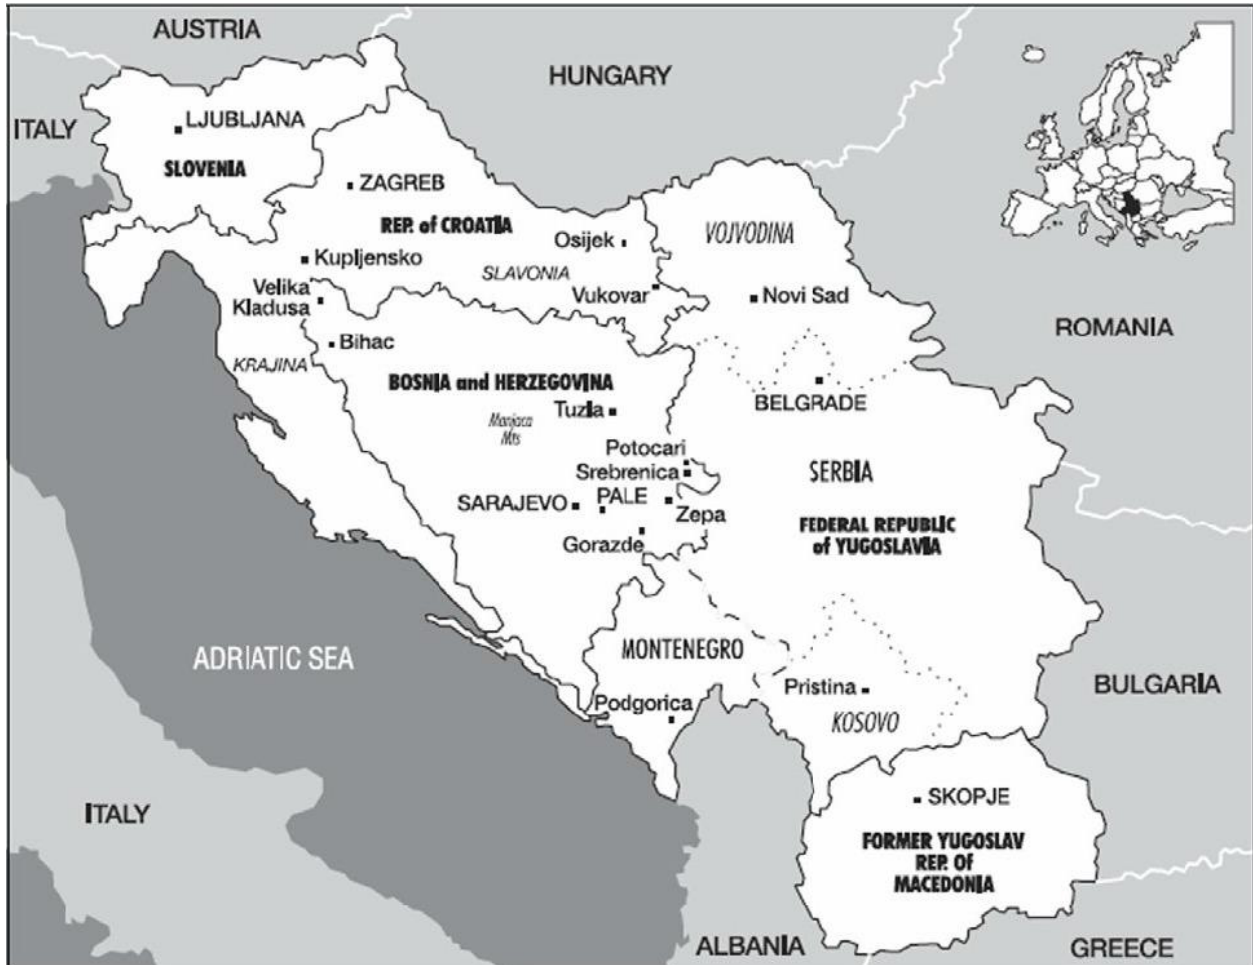 AUSTRIA
HUNGARY
ITALY
LJUBLJANA
SLOVENIA
ZAGREB
REP. of CROATIA
Osijek
VOJVODINA
Kupljensko
SLAVONIA
Velika
Kladusa
Vukovar
Novi Sad
ROMANIA
Bihac
KRAJINA
BOSNIA and HERZEGOVINA
BELGRADE
Tuzla
Manjaca
Mts
Potocari
Srebrenica
SERBIA
SARAJEVO
PALE
Zepa
FEDERAL REPUBLIC
of YUGOSLAVIA
Gorazde
ADRIATIC SEA
MONTENEGRO
BULGARIA
Pristina
Podgorica
KOSOVO
ITALY
SKOPJE
FORMER YUGOSLAV
REP. OF
MACEDONIA
ALBANIA
GREECE